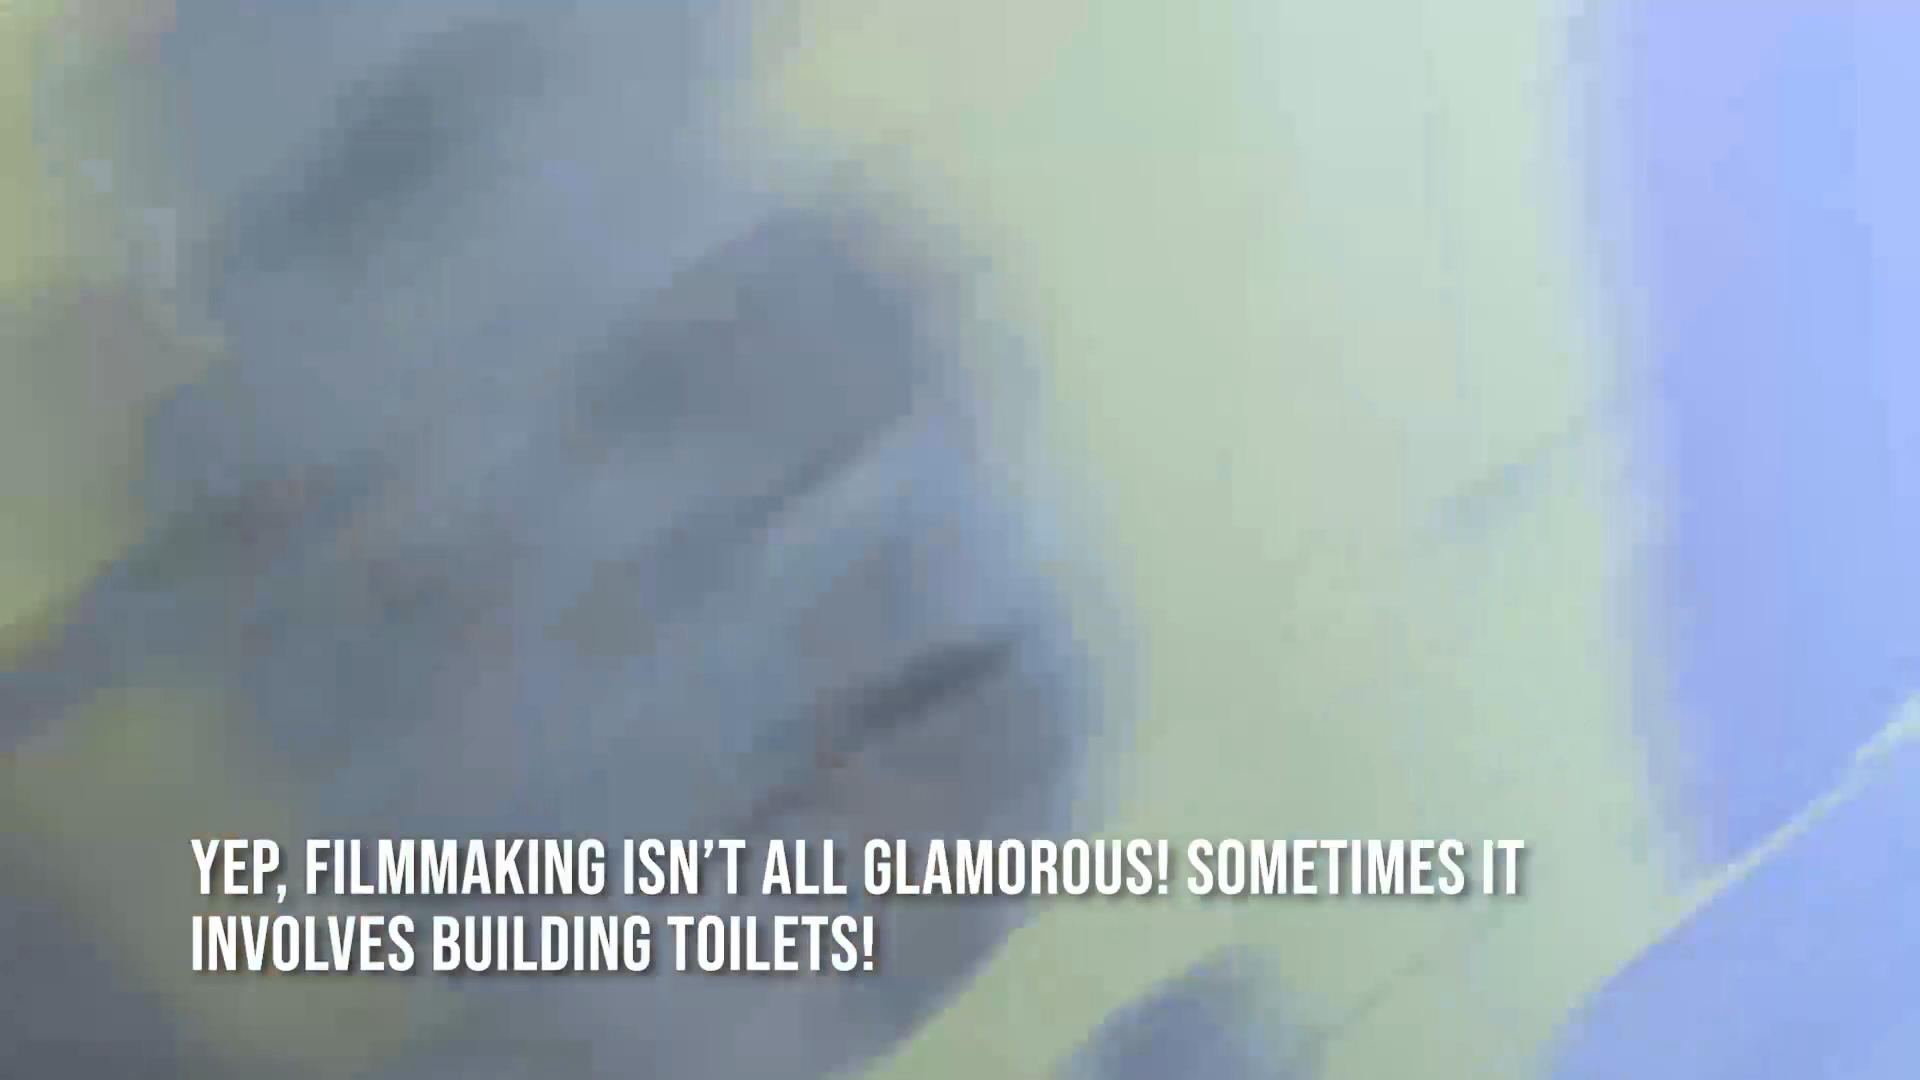 YEP, FILMMAKING ISN’T ALL GLAMOROUS! SOMETIMES IT
INVOLVES BUILDING TOILETS!